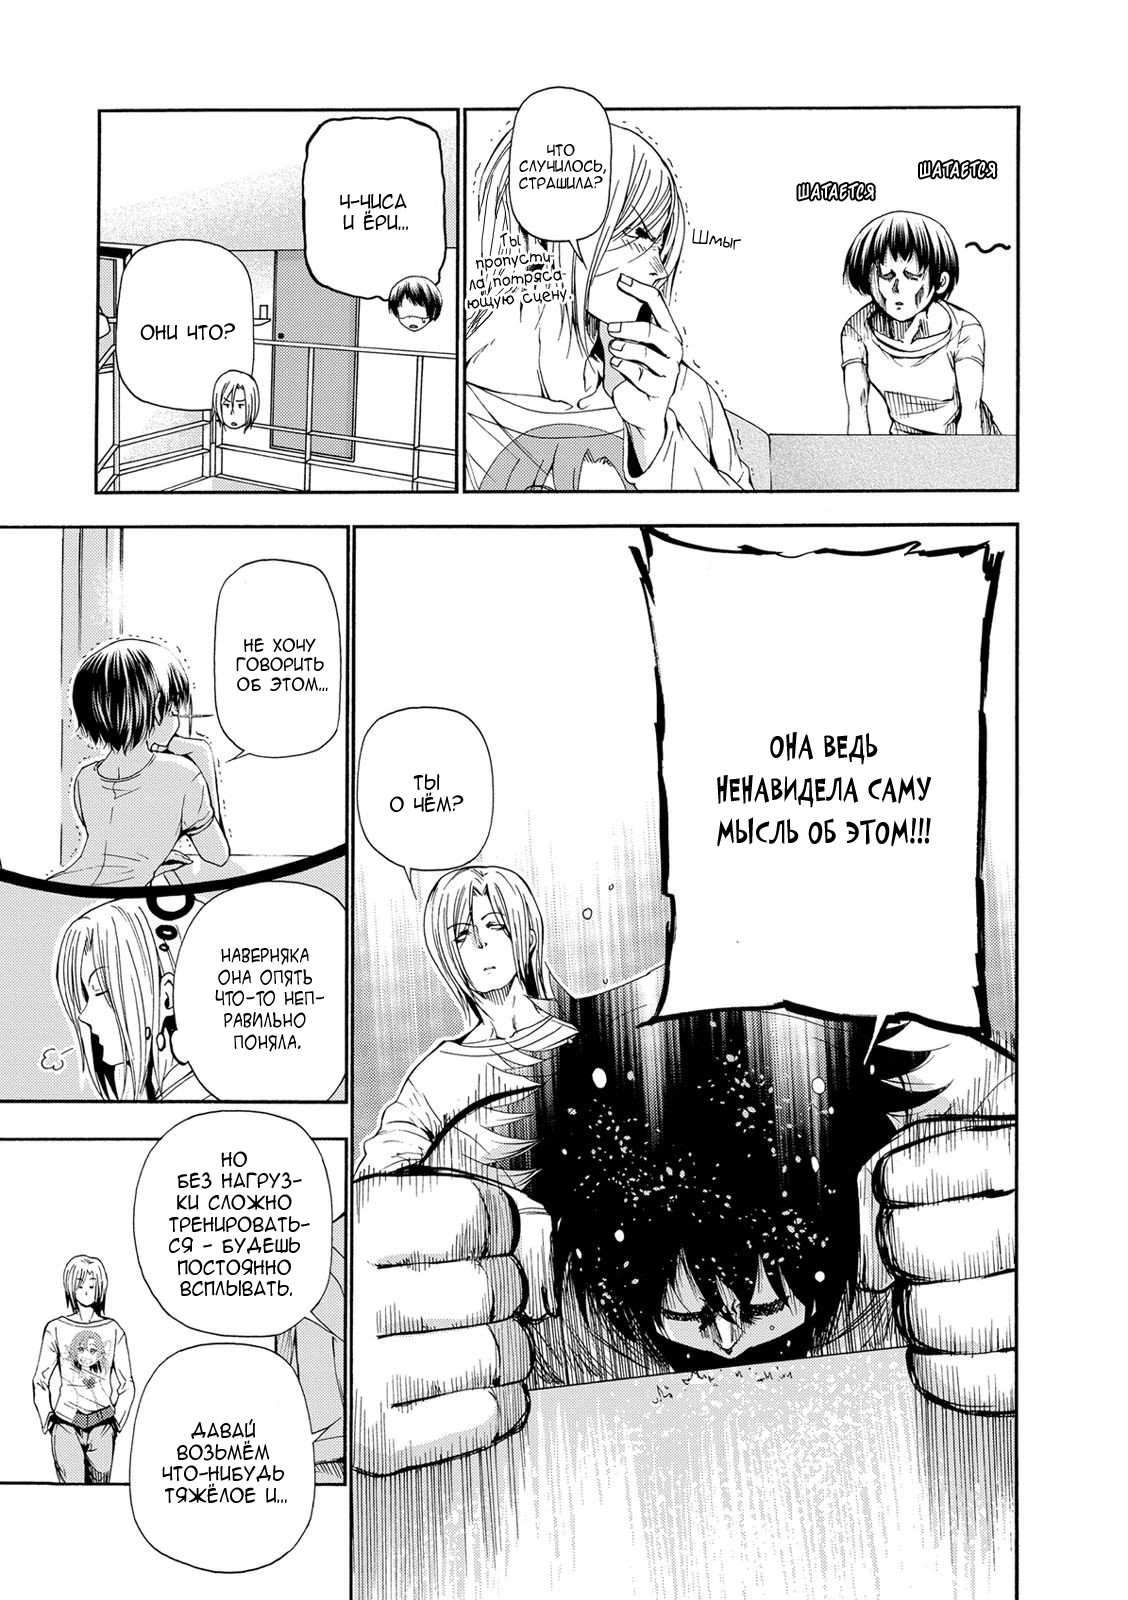 ЧТО
СЛУЧИЛОСЬ,
СТРАШИЛА?
ШАТАЕТСЯ
ШАТАЕТСЯ
Шмыг
Ты
пропусти
ла потряса-
ющую сцену.
Ч-ЧИСА
И ЁРИ...
ОНИ ЧТО?
ОНА ВЕДЬ
НЕНАВИДЕЛА САМУ
МЫСЛЬ ОБ ЭТОМ!!!
ТЫ
О ЧЁМ?
НЕ ХОЧУ
ГОВОРИТЬ
ОБ ЭТОМ...
НАВЕРНЯКА
ОНА ОПЯТЬ
ЧТО-ТО НЕП-
РАВИЛЬНО
ПОНЯЛА.
НО
БЕЗ НАГРУЗ-
КИ СЛОЖНО
ТРЕНИРОВАТЬ-
СЯ - БУДЕШЬ
ПОСТОЯННО
ВСПЛЫВАТЬ.
ДАВАЙ
ВОЗЬМЁМ
ЧТО-НИБУДЬ
ТЯЖЁЛОЕ И...